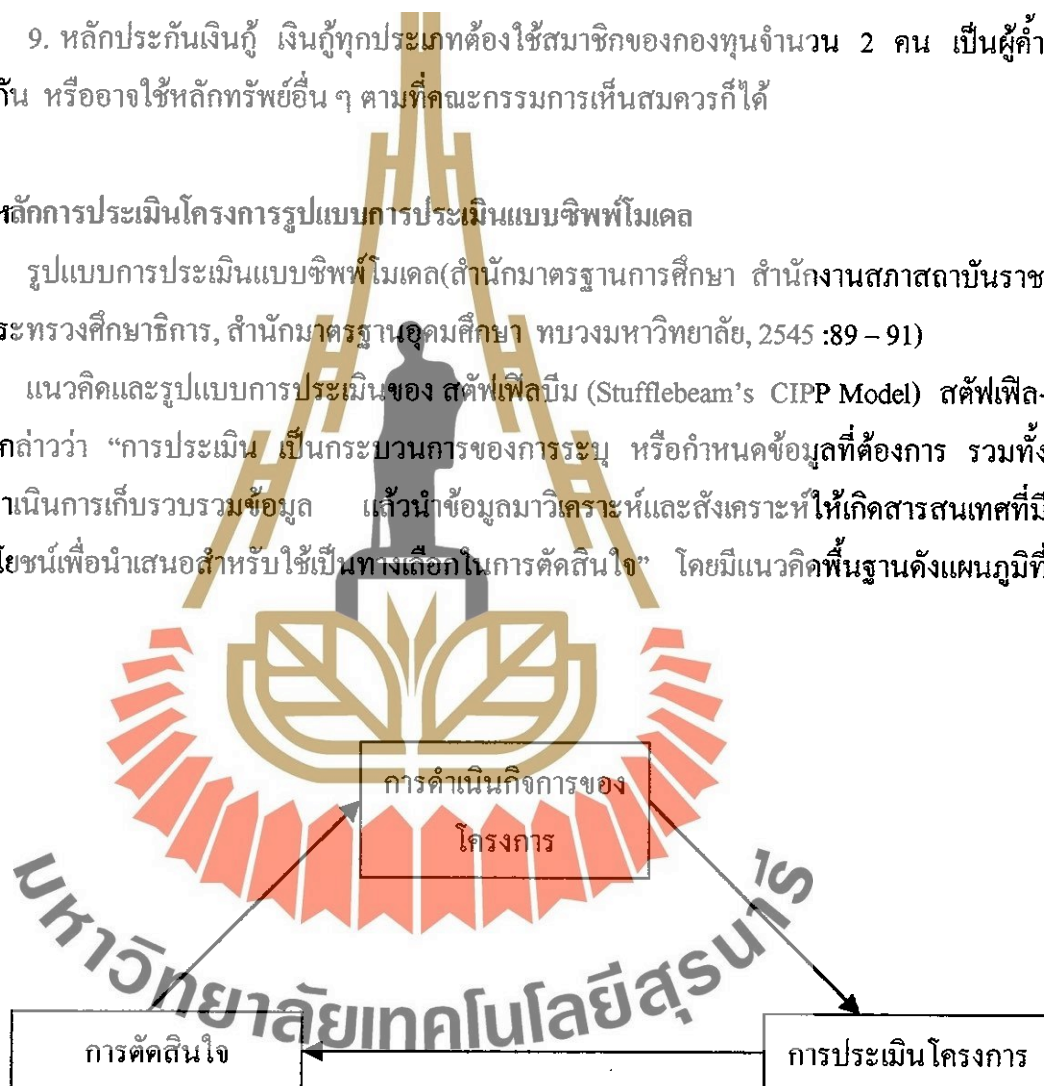 9. หลักประกันเงินกู้ เงินกู้ทุกประเภทต้องใช้สมาชิกของกองทุนจำนวน 2 คน เป็นผู้ค้ำ
กัน หรืออาจใช้หลักทรัพย์อื่น ๆ ตามที่คณะกรรมการเห็นสมควรก็ได้
หลักการประเมินโครงการรูปแบบการประเมินแบบซิพพ์โมเดล
รูปแบบการประเมินแบบซิพพ์โมเดล(สำนักมาตรฐานการศึกษา สำนักงานสภาสถาบันราช
ระทรวงศึกษาธิการ, สำนักมาตรฐานอุดมศึกษา ทบวงมหาวิทยาลัย, 2545 :89 – 91)
แนวคิดและรูปแบบการประเมินของ สตัฟเฟิลบีม (Stufflebeam's CIPP Model) สตัฟเฟิล-
กล่าวว่า “การประเมิน เป็นกระบวนการของการระบุ หรือกำหนดข้อมูลที่ต้องการ รวมทั้ง
าเนินการเก็บรวบรวมข้อมูล แล้วนำข้อมูลมาวิเคราะห์และสังเคราะห์ให้เกิดสารสนเทศที่มี
โยชน์เพื่อนำเสนอสำหรับใช้เป็นทางเลือกในการตัดสินใจ” โดยมีแนวคิดพื้นฐานดังแผนภูมิที่
การดำเนินกิจการของ
โครงการ
มหาวิทยาลัยเทคโนโลยีสุรนารี
การตัดสินใจ
การประเมินโครงการ